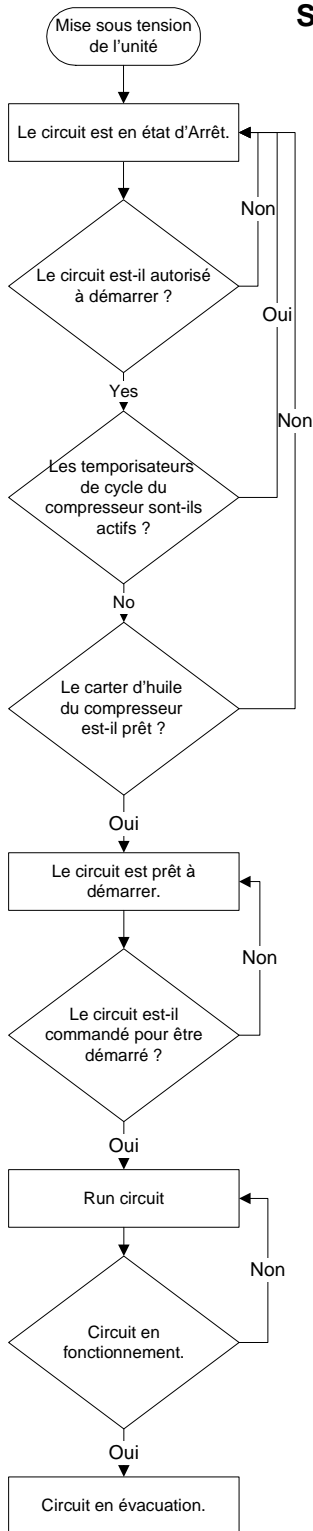 S
Mise sous tension
de l'unité
Le circuit est en état d'Arrêt.
Non
Le circuit est-il autorisé
à démarrer ?
Oui
Yes
Non
Les temporisateurs
de cycle du
compresseur sont-ils
actifs ?
No
Le carter d'huile
du compresseur
est-il prêt ?
Oui
Le circuit est prêt à
démarrer.
Non
Le circuit est-il
commandé pour être
démarré ?
Oui
Run circuit
Non
Circuit en
fonctionnement.
Oui
Circuit en évacuation.